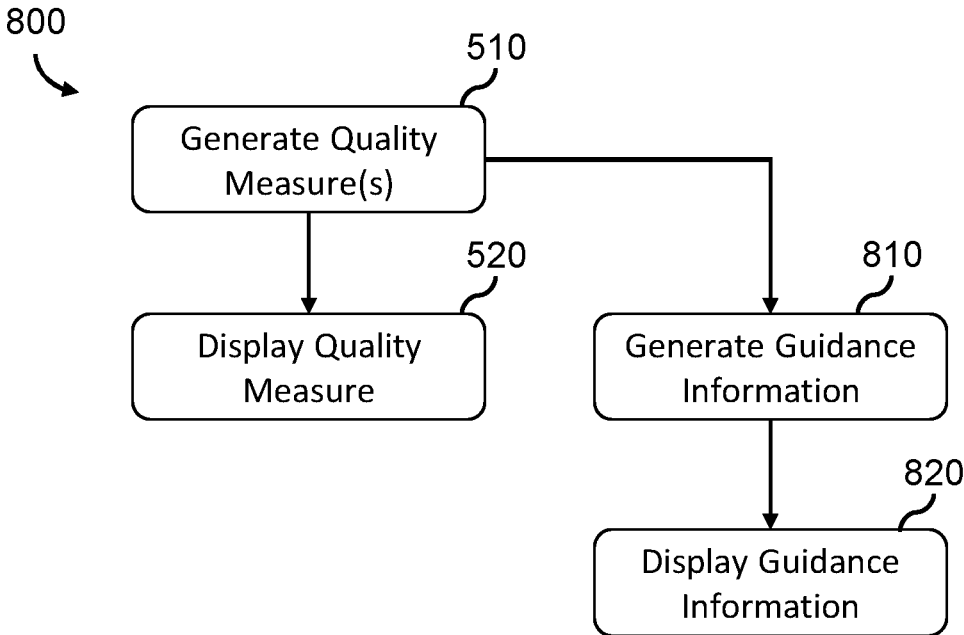 800
510
Generate Quality
Measure(s)
520
Display Quality
Measure
810
Generate Guidance
Information
820
Display Guidance
Information